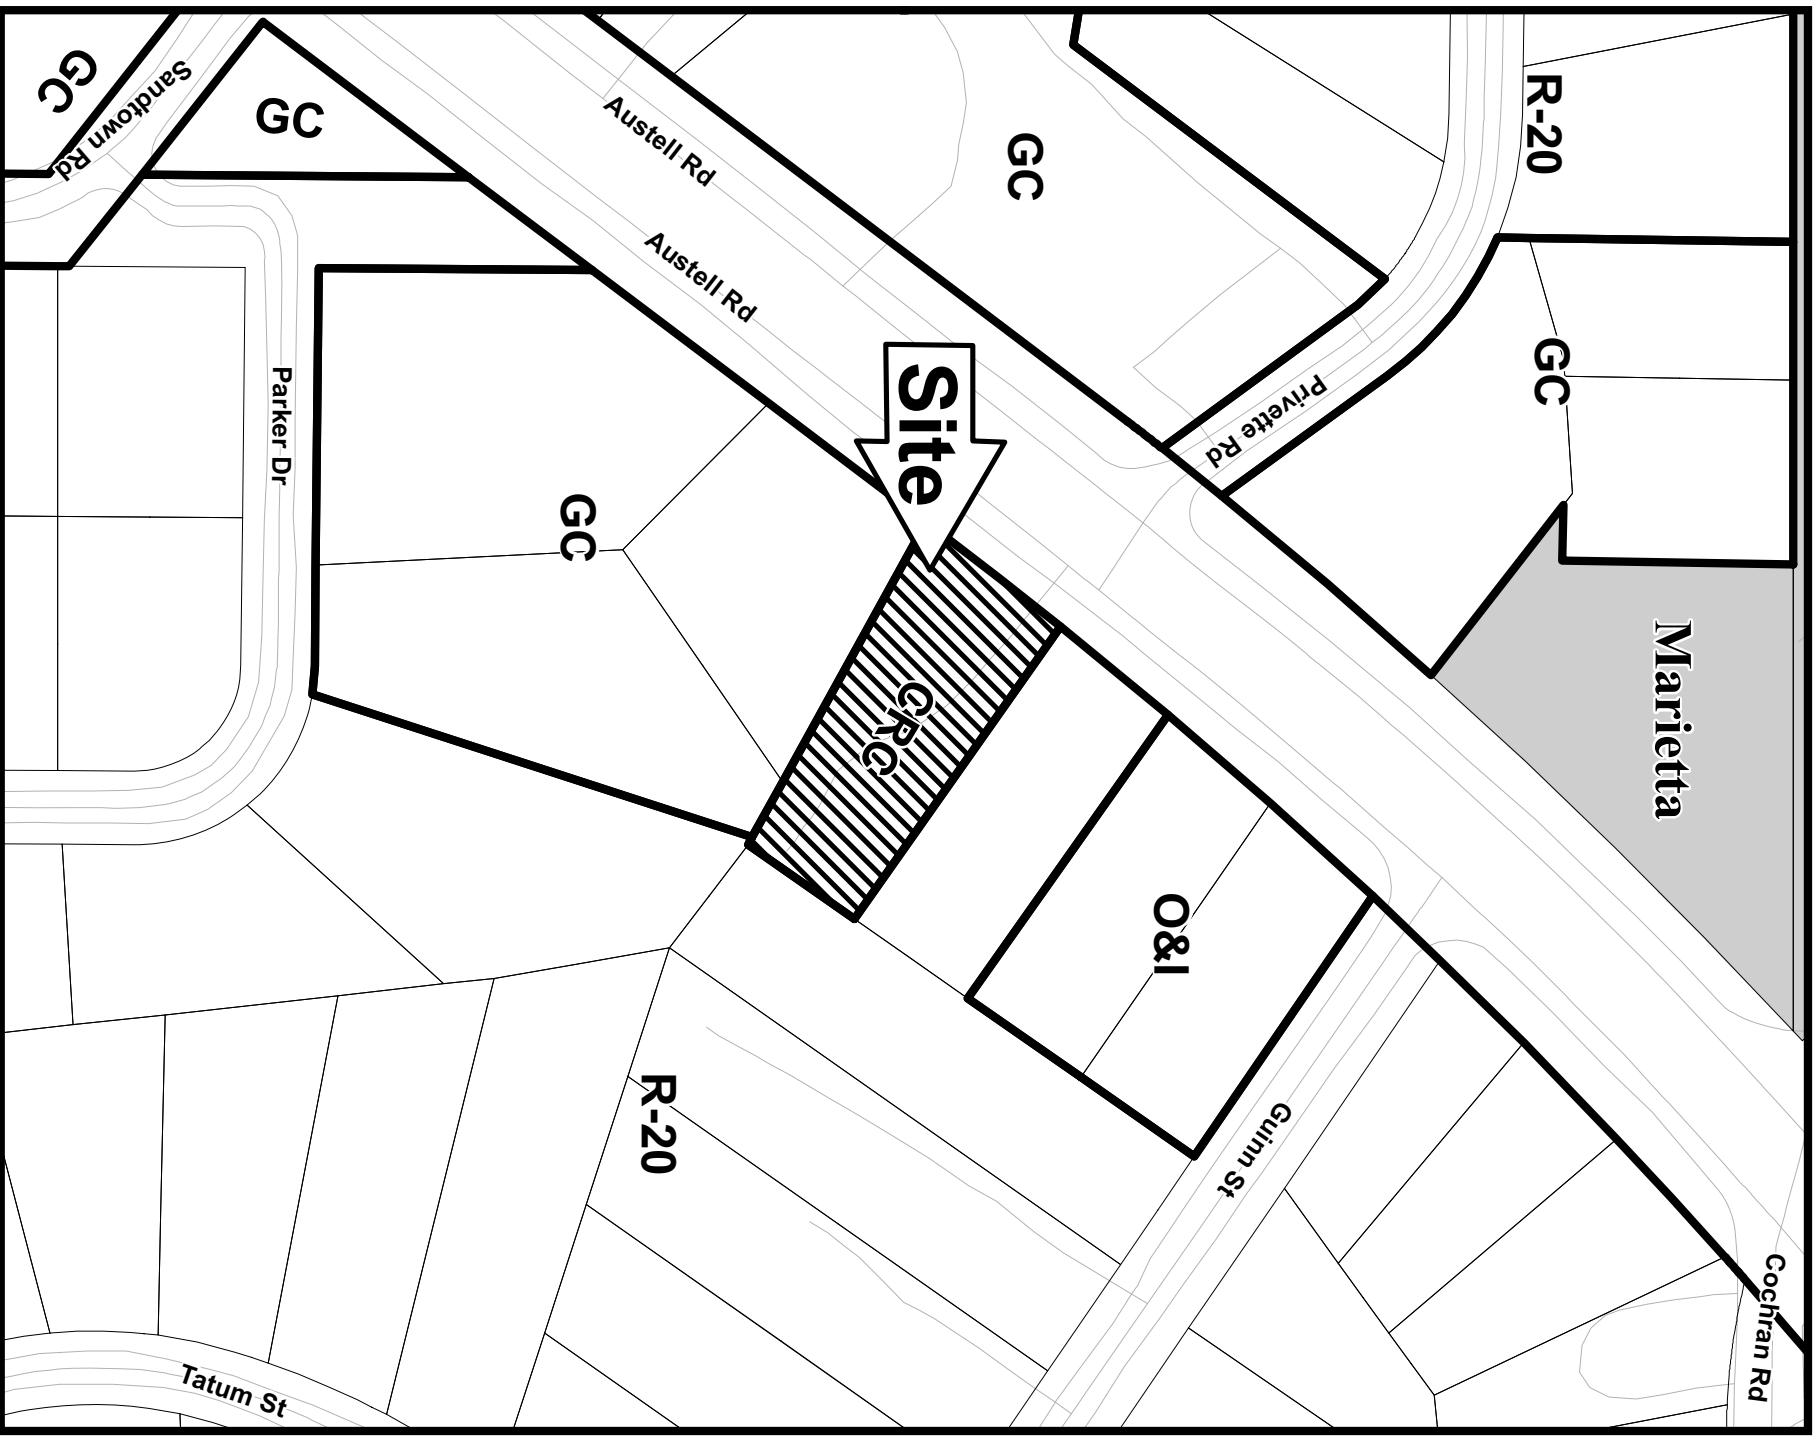 GC
Sandtown Rd
GC
Austell Rd
GC
R-20
Austell Rd
Parker Dr
Site
Privette Rd
GC
GC
CRC
Marietta
O&I
R-20
Guinn St
Cochran Rd
Tatum St